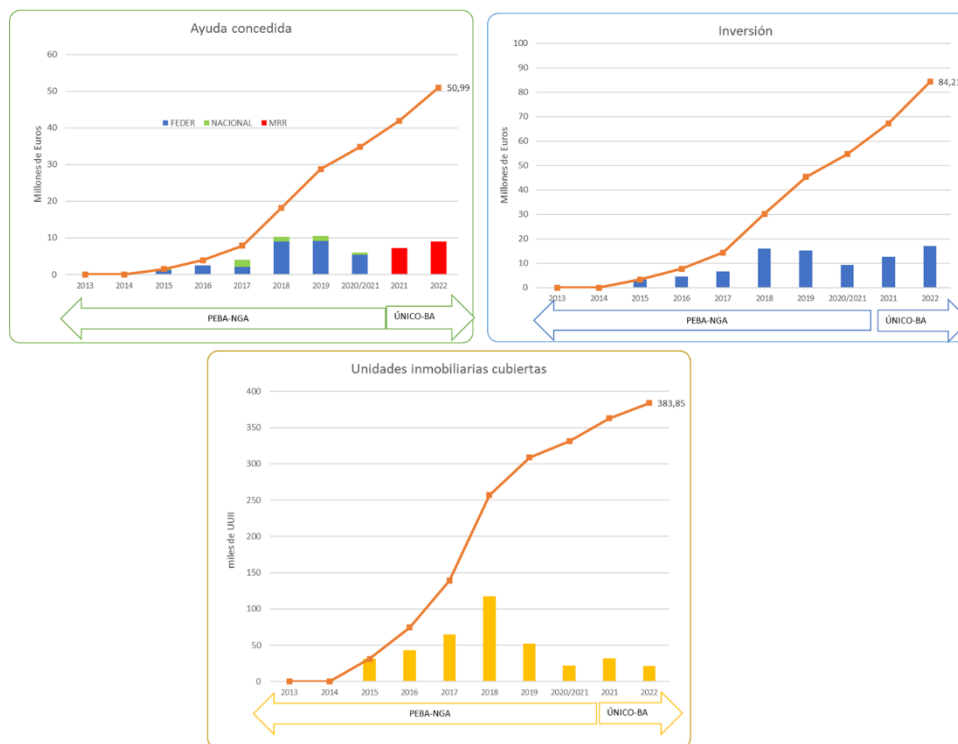 Ayuda concedida
60
50
40
30
20
10
0
Millones de Euros
50,99
FEDER NACIONAL MRR
2013 2014 2015 2016 2017 2018 2019 2020/2021 2021 2022
PEBA-NGA ÚNICO-BA
Inversión
100
90
80
70
60
50
40
30
20
10
0
Millones de Euros
84,21
2013 2014 2015 2016 2017 2018 2019 2020/2021 2021 2022
PEBA-NGA ÚNICO-BA
Unidades inmobiliarias cubiertas
400
350
300
250
200
150
100
50
0
miles de UUII
383,85
2013 2014 2015 2016 2017 2018 2019 2020/2021 2021 2022
PEBA-NGA ÚNICO-BA